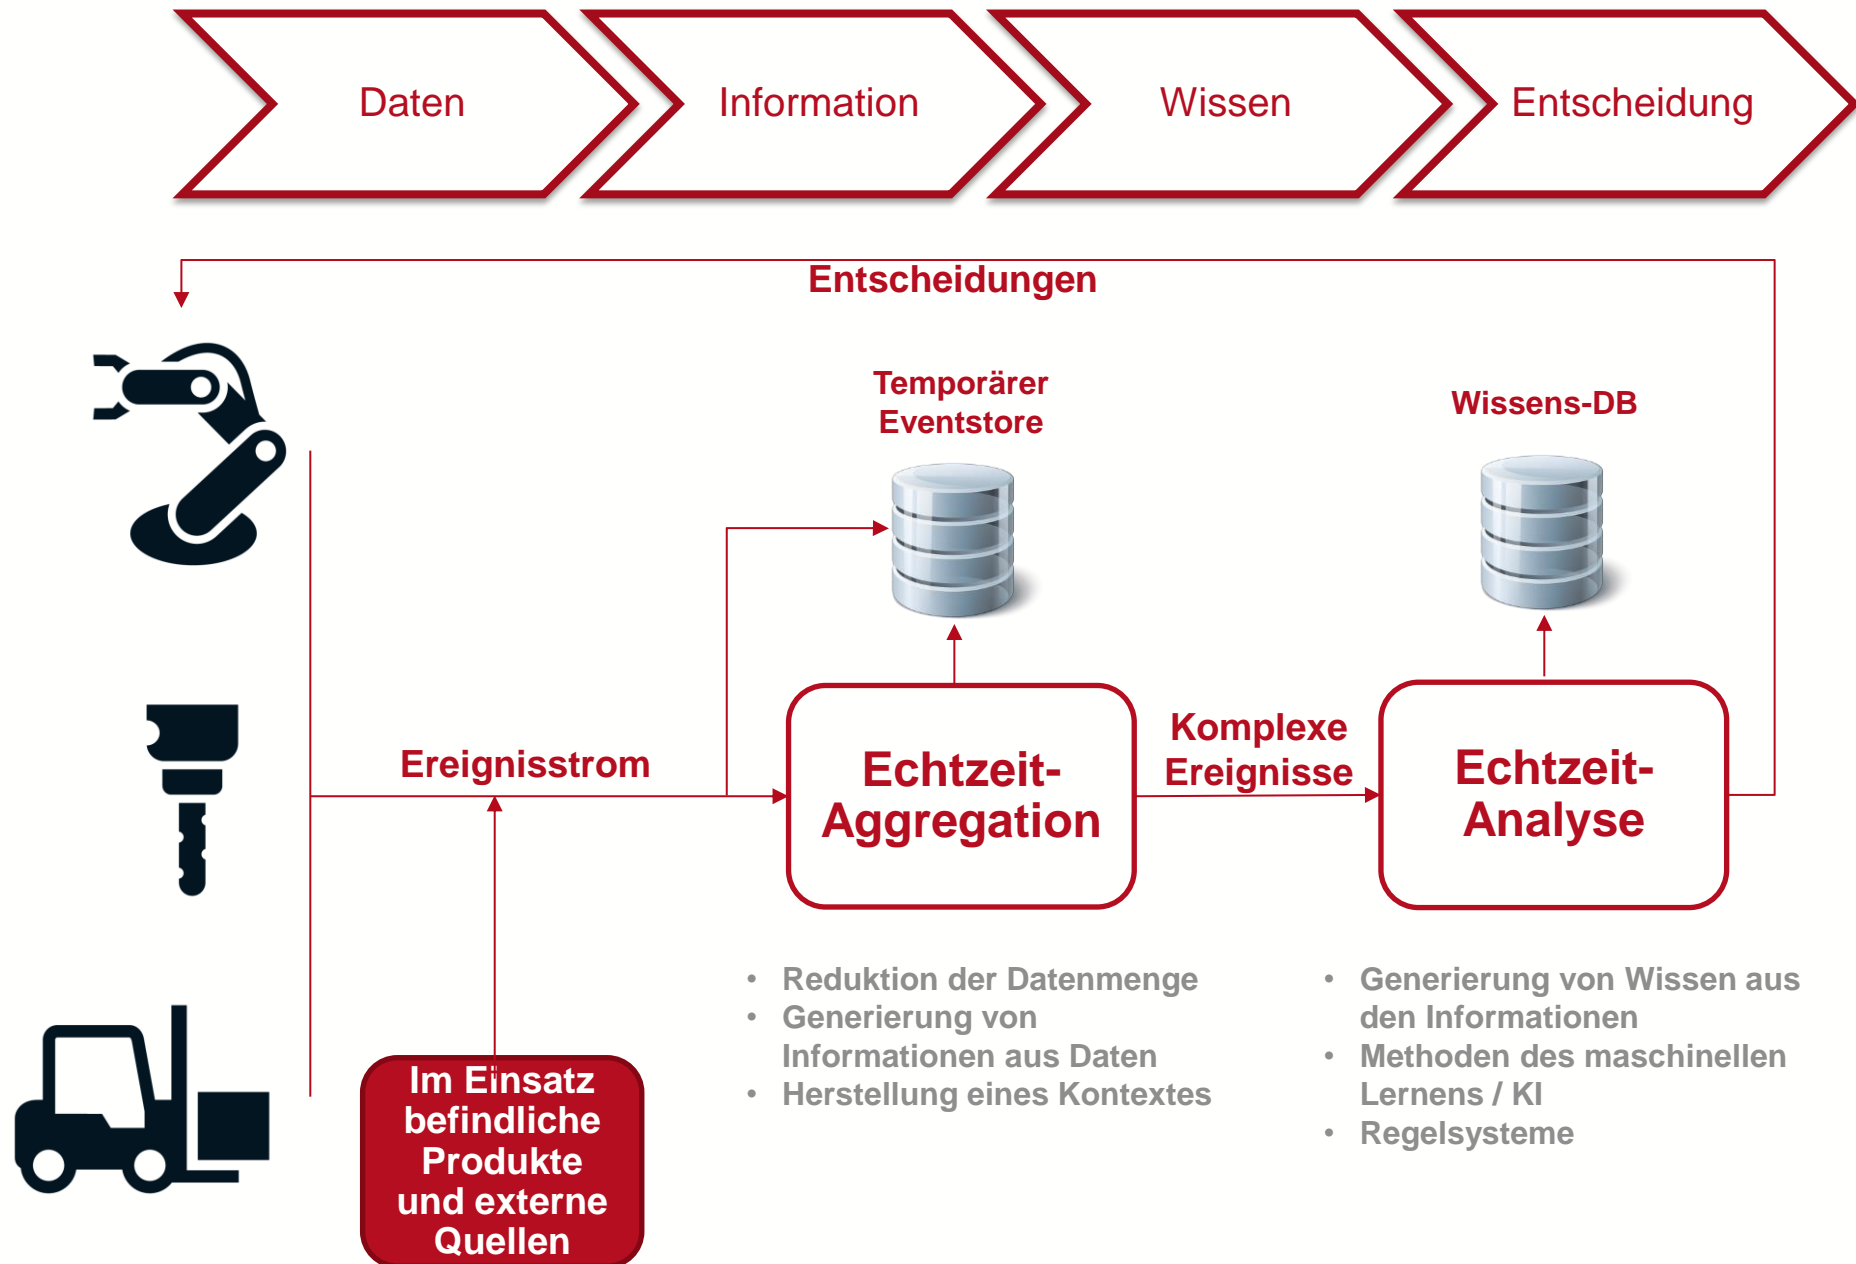 Daten
Information
Wissen
Entscheidung
Entscheidungen
Temporärer
Eventstore
Wissens-DB
Ereignisstrom
Echtzeit-
Aggregation
Komplexe
Ereignisse
Echtzeit-
Analyse
• Reduktion der Datenmenge
• Generierung von
Informationen aus Daten
• Herstellung eines Kontextes
• Generierung von Wissen aus
den Informationen
• Methoden des maschinellen
Lernens / KI
• Regelsysteme
Im Einsatz
befindliche
Produkte
und externe
Quellen